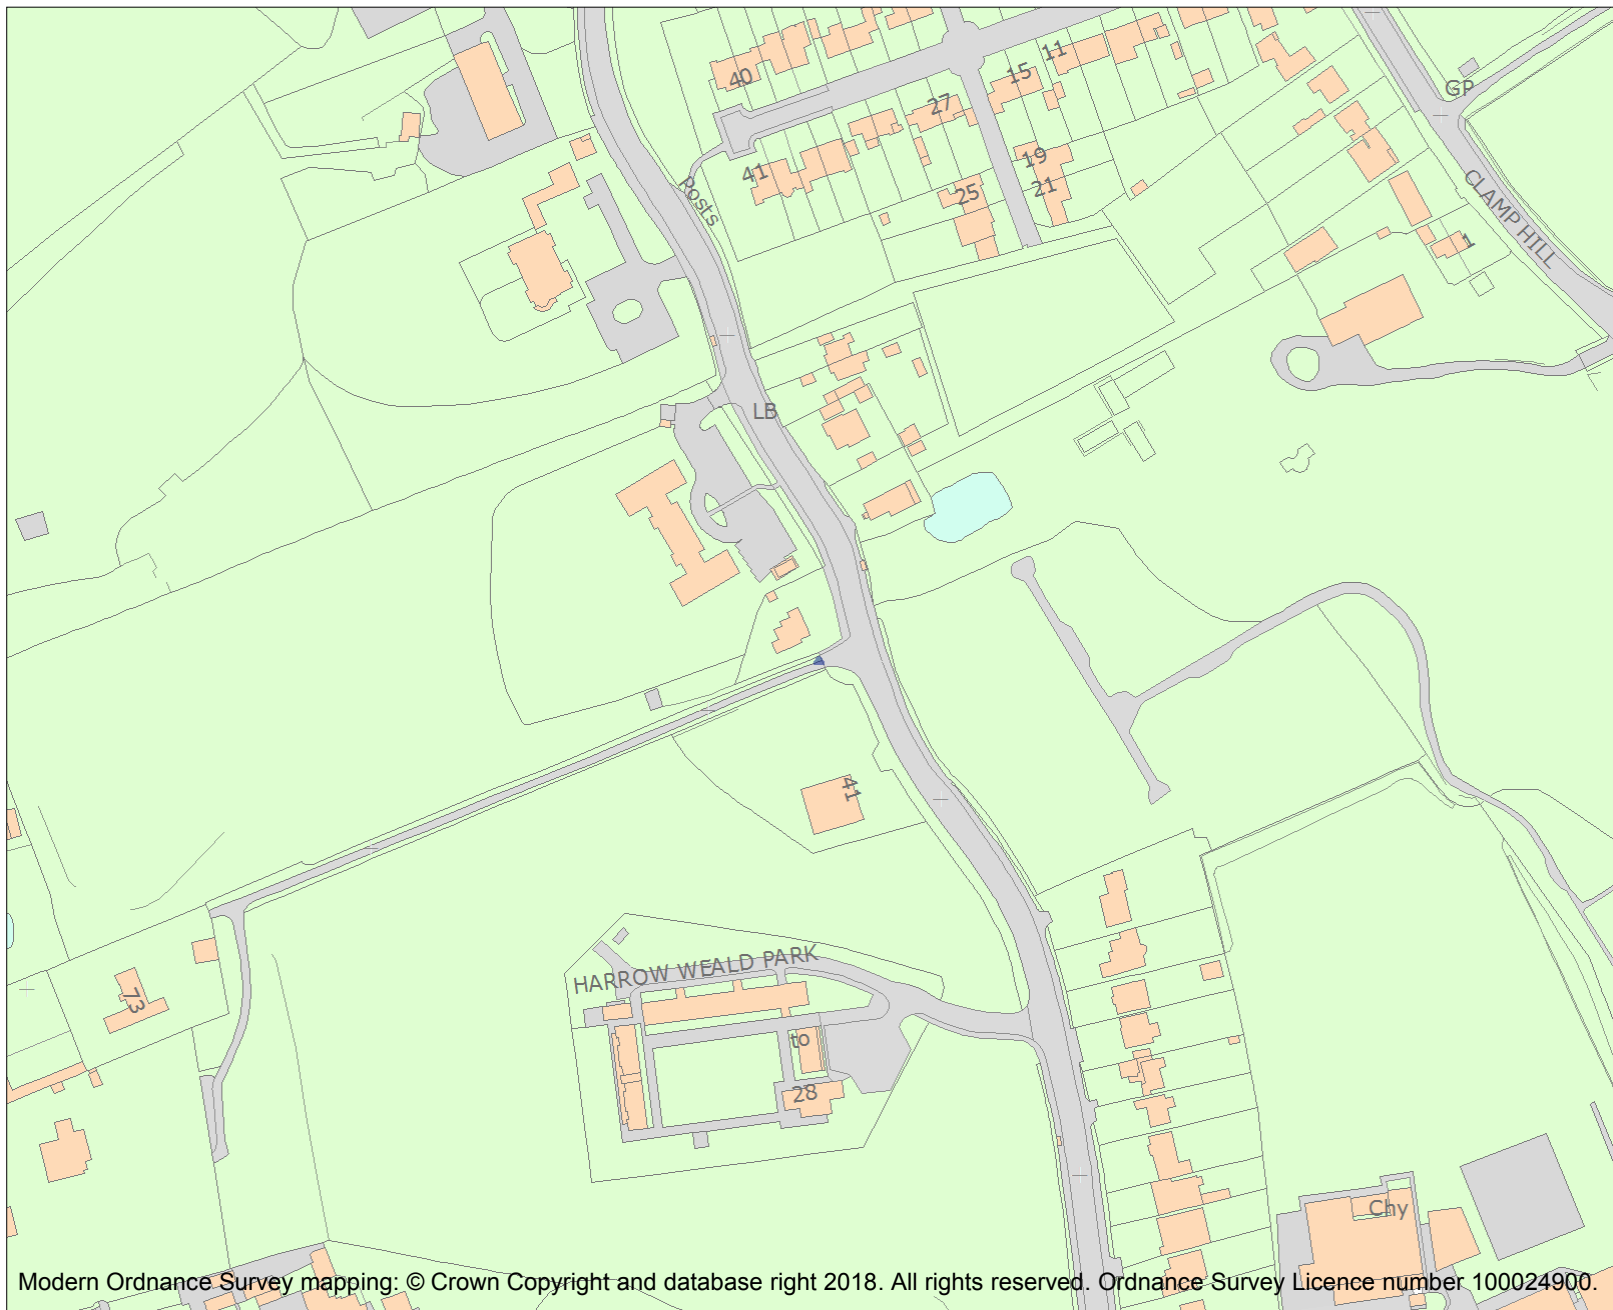 GP
11
15
40
27
19
41
21
Posts
25
CLAMP HILL
1
LB
41
HARROW WEALD PARK
73
to
28
Chy
Modern Ordnance Survey mapping: © Crown Copyright and database right 2018. All rights reserved. Ordnance Survey Licence number 100024900.